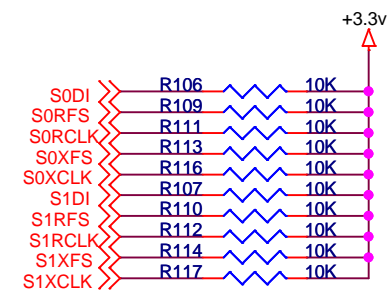 +3.3v
S0DI R106 10K
S0RFS R109 10K
S0RCLK R111 10K
S0XFS R113 10K
S0XCLK R116 10K
S1DI R107 10K
S1RFS R110 10K
S1RCLK R112 10K
S1XFS R114 10K
S1XCLK R117 10K